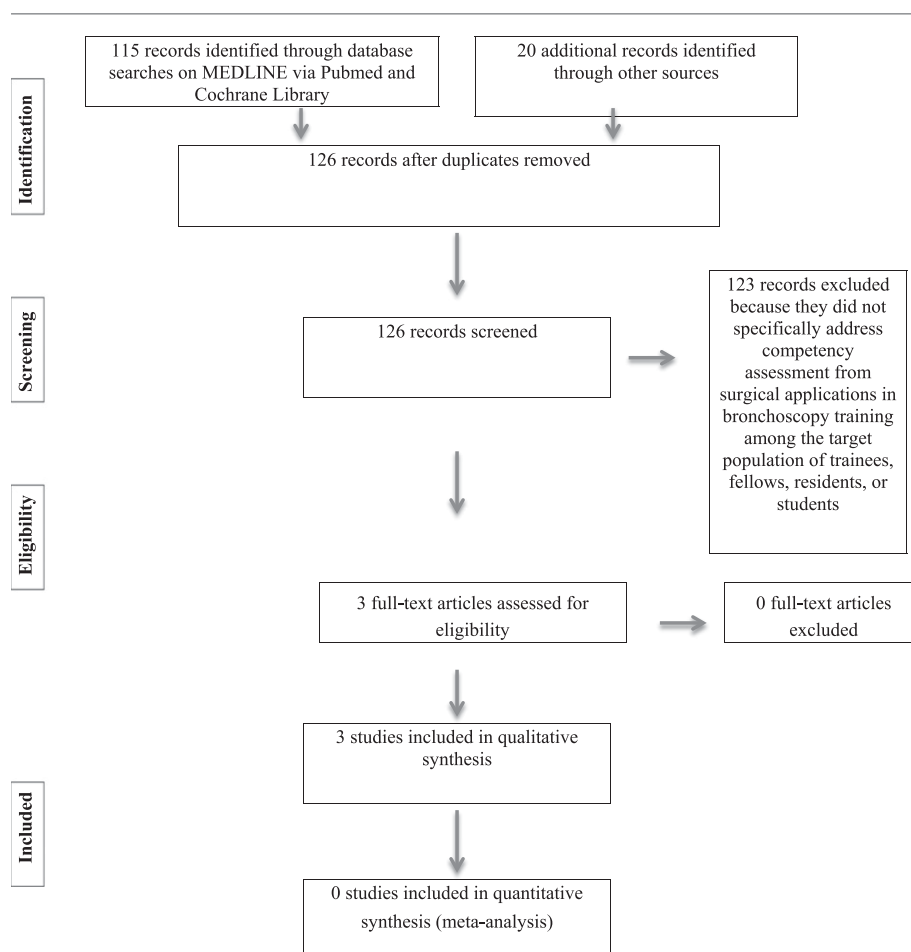 115 records identified through database
searches on MEDLINE via Pubmed and
Cochrane Library
20 additional records identified
through other sources
Identification
126 records after duplicates removed
Screening
126 records screened
123 records excluded
because they did not
specifically address
competency
assessment from
surgical applications in
bronchoscopy training
among the target
population of trainees,
fellows, residents, or
students
Eligibility
3 full-text articles assessed for
eligibility
0 full-text articles
excluded
3 studies included in qualitative
synthesis
Included
0 studies included in quantitative
synthesis (meta-analysis)